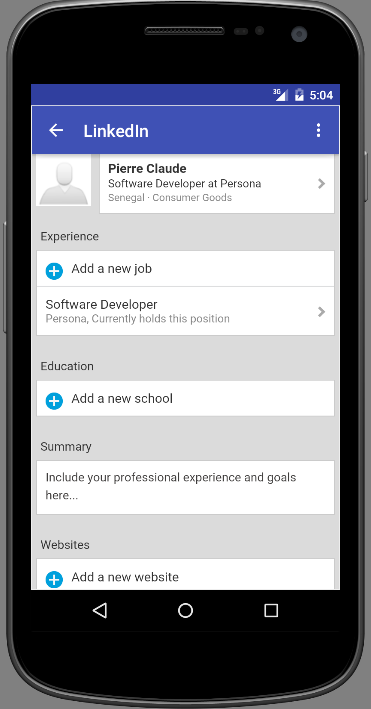 3G 5:04
LinkedIn
Pierre Claude
Software Developer at Persona
Senegal · Consumer Goods
Experience
Add a new job
Software Developer
Persona, Currently holds this position
Education
Add a new school
Summary
Include your professional experience and goals
here...
Websites
Add a new website